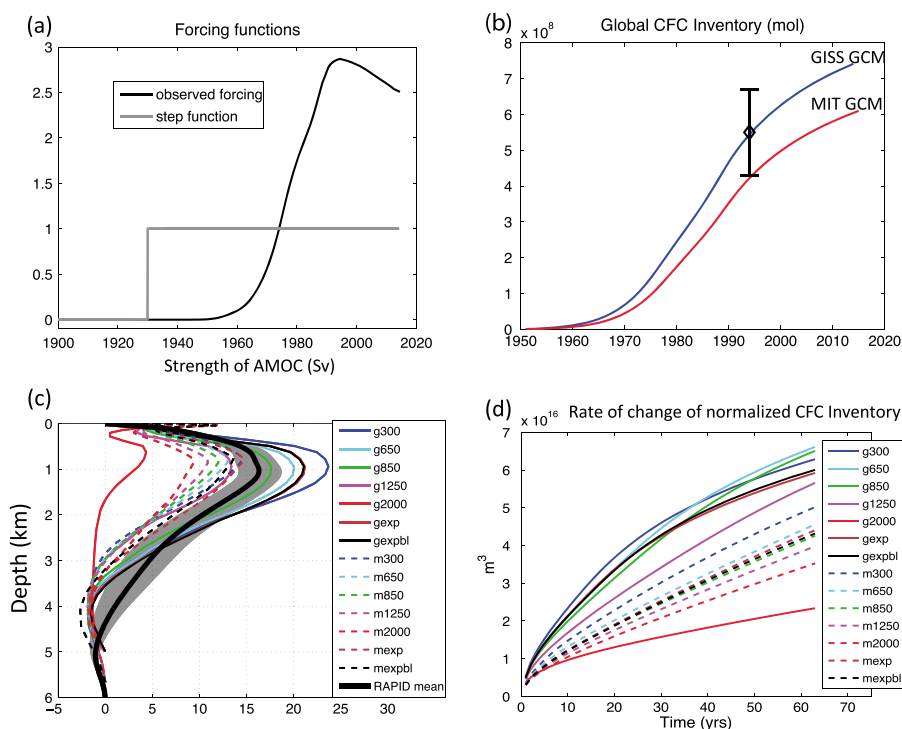 (a)
Forcing functions
3
2.5
2
1.5
1
0.5
0
observed forcing
step function
1900 1920 1940 1960 1980 2000 2020
(b)
Global CFC Inventory (mol)
x 10^8
8
7
6
5
4
3
2
1
0
GISS GCM
MIT GCM
1950 1960 1970 1980 1990 2000 2010 2020
Strength of AMOC (Sv)
(c)
Depth (km)
0
1
2
3
4
5
6
−5 0 5 10 15 20 25 30
g300
g650
g850
g1250
g2000
gexp
gexpbl
m300
m650
m850
m1250
m2000
mexp
mexpbl
RAPID mean
(d)
Rate of change of normalized CFC Inventory
x 10^16
m^3
7
6
5
4
3
2
1
0
0 10 20 30 40 50 60 70
Time (yrs)
g300
g650
g850
g1250
g2000
gexp
gexpbl
m300
m650
m850
m1250
m2000
mexp
mexpbl